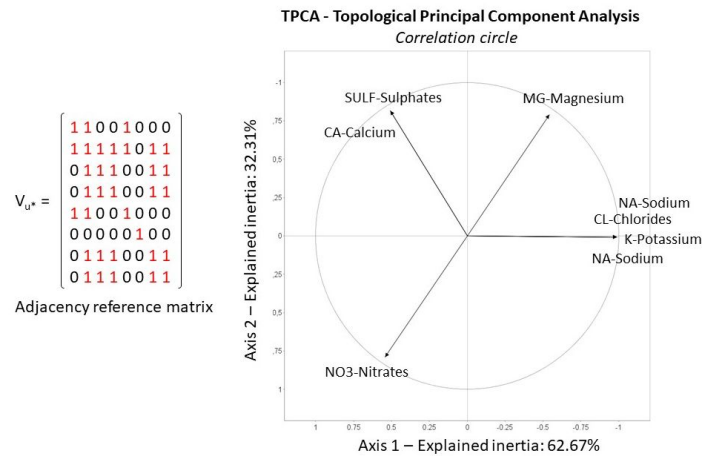 TPCA - Topological Principal Component Analysis
Correlation circle
1 1 0 0 1 0 0 0
1 1 1 1 1 0 1 1
0 1 1 1 0 0 1 1
0 1 1 1 0 0 1 1
1 1 0 0 1 0 0 0
0 0 0 0 0 1 0 0
0 1 1 1 0 0 1 1
0 1 1 1 0 0 1 1
Vu* =
Adjacency reference matrix
Axis 2 – Explained inertia: 32.31%
-1
,75
0,5
,25
0
,25
0,5
,75
1
SULF-Sulphates
MG-Magnesium
CA-Calcium
NA-Sodium
CL-Chlorides
K-Potassium
NA-Sodium
NO3-Nitrates
1 0.75 0.5 0.25 0 -0.25 -0.5 -0.75 -1
Axis 1 – Explained inertia: 62.67%